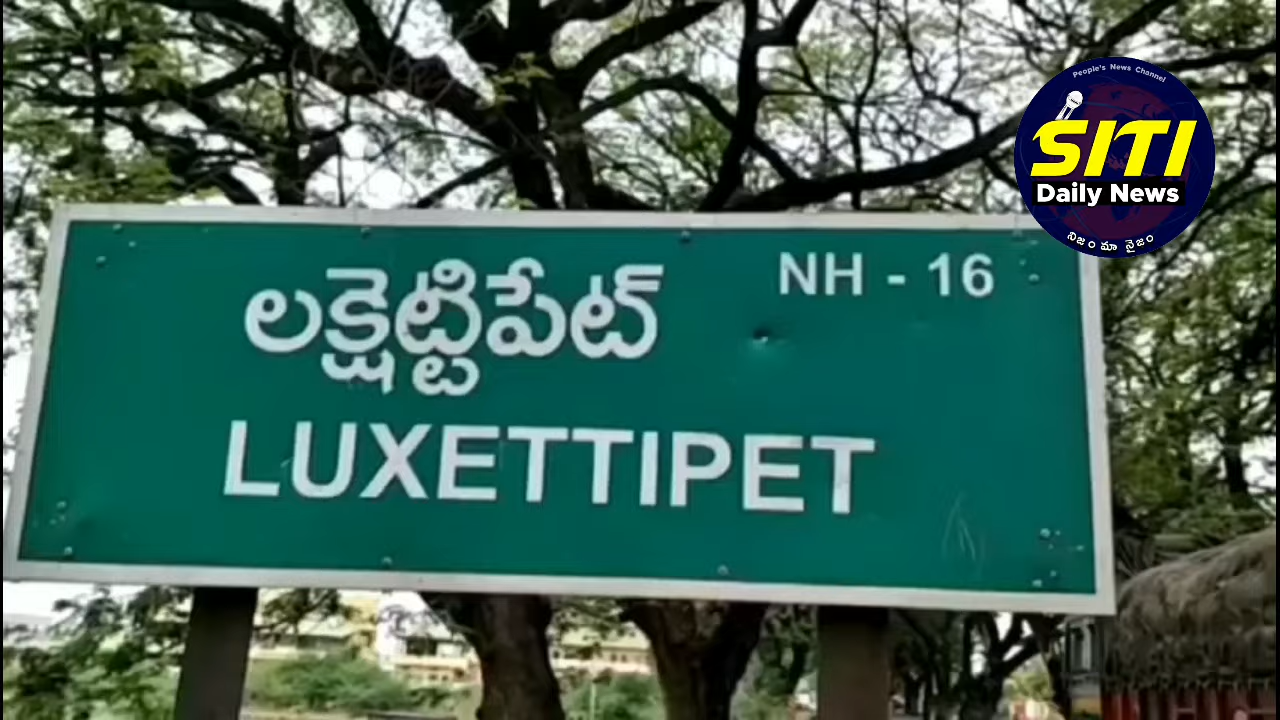 People's News Channel
SITI
Daily News
నిజం మా నైజం
లక్షెట్టిపేట్
NH - 16
LUXETTIPET